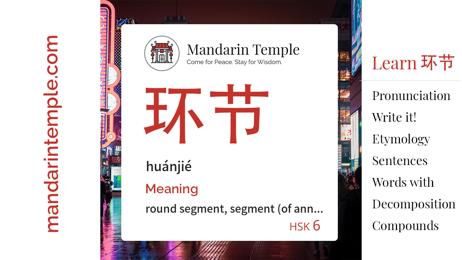 mandarintemple.com
Mandarin Temple
Come for Peace. Stay for Wisdom.
环节
huánjié
Meaning
round segment, segment (of ann...
HSK 6
Learn 环节
Pronunciation
Write it!
Etymology
Sentences
Words with
Decomposition
Compounds